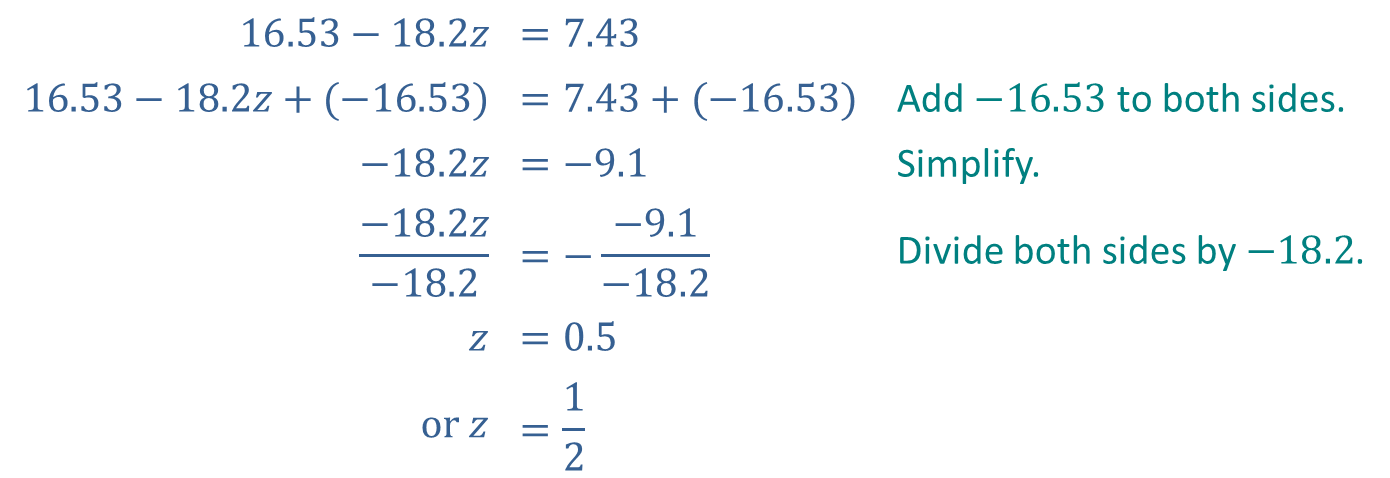 16.53 − 18.2z = 7.43
16.53 − 18.2z + (−16.53) = 7.43 + (−16.53) Add −16.53 to both sides.
−18.2z = −9.1 Simplify.
−18.2z/−18.2 = − −9.1/−18.2 Divide both sides by −18.2.
z = 0.5
or z = 1/2